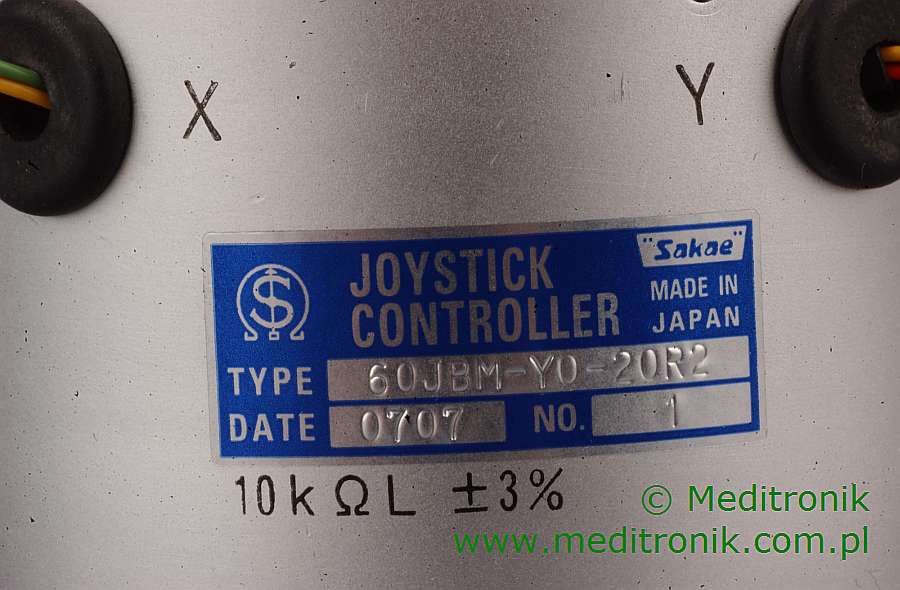 X Y
"Sakae"
JOYSTICK
CONTROLLER
MADE IN
JAPAN
TYPE 60JBM-Y0-20R2
DATE 0707 NO. 1
10kΩL ±3%
© Meditronik
www.meditronik.com.pl